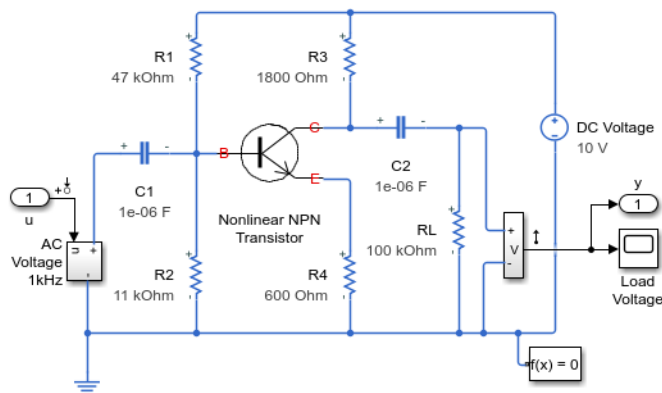 R1
47 kOhm
R3
1800 Ohm
+
-
+
-
B
C
E
+
-
C1
1e-06 F
+
-
C2
1e-06 F
Nonlinear NPN
Transistor
+
-
DC Voltage
10 V
1
u
AC
Voltage
1kHz
u
+
-
R2
11 kOhm
+
-
R4
600 Ohm
+
-
RL
100 kOhm
+
-
+
V
-
y
1
Load
Voltage
f(x) = 0